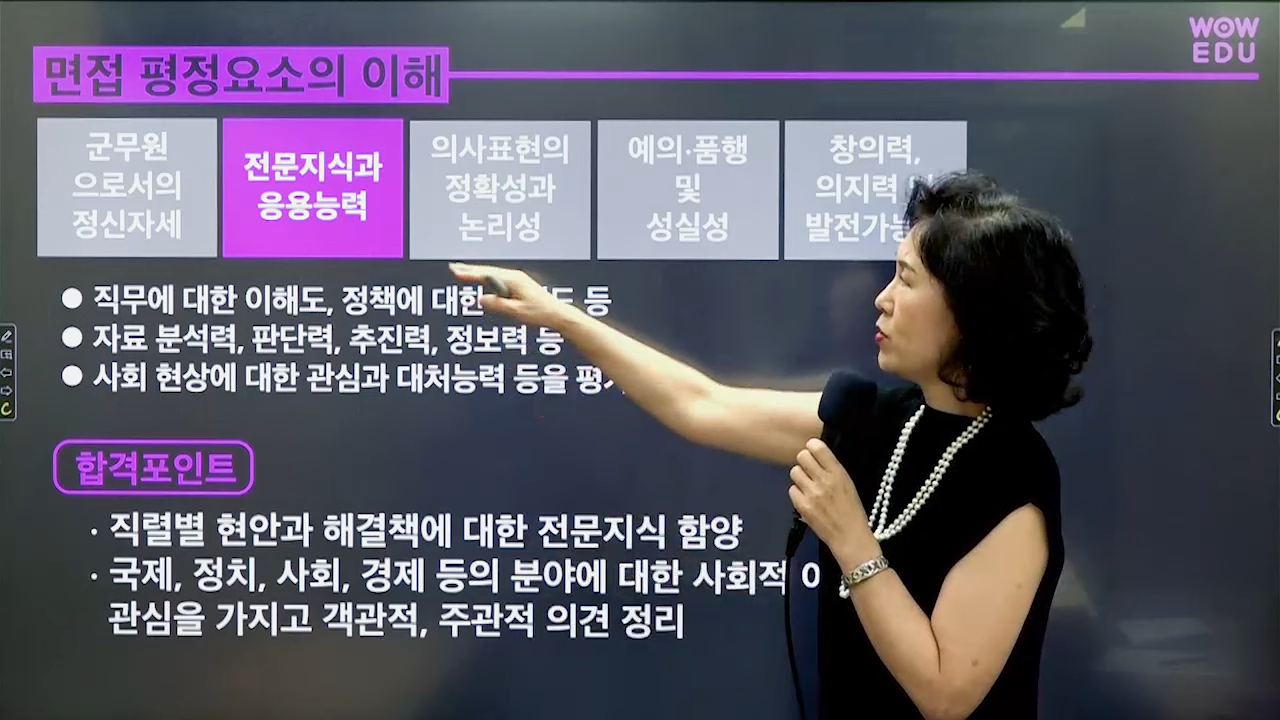 WOW
EDU
면접 평정요소의 이해
군무원
으로서의
정신자세
전문지식과
응용능력
의사표현의
정확성과
논리성
예의·품행
및
성실성
창의력,
의지력
● 직무에 대한 이해도, 정책에 대한 등
● 자료 분석력, 판단력, 추진력, 정보력 등
● 사회 현상에 대한 관심과 대처능력 등을
합격포인트
· 직렬별 현안과 해결책에 대한 전문지식 함양
· 국제, 정치, 사회, 경제 등의 분야에 대한 사회적
관심을 가지고 객관적, 주관적 의견 정리